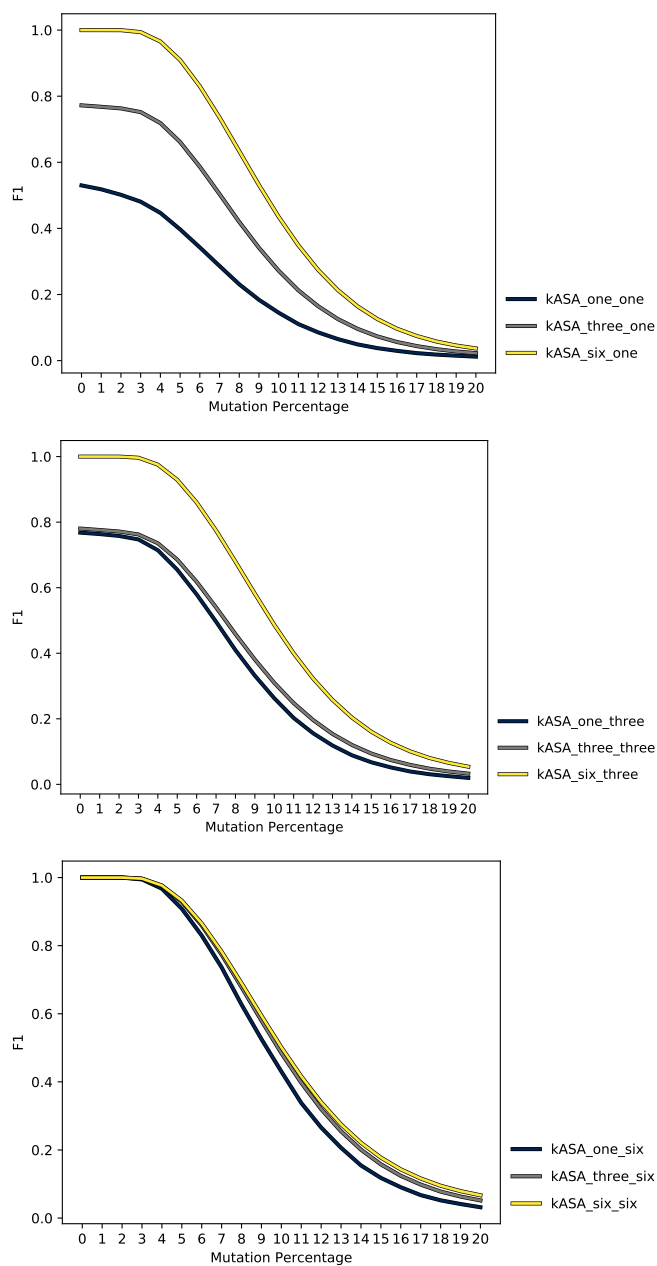 1.0
0.8
0.6
0.4
0.2
0.0
F1
0 1 2 3 4 5 6 7 8 9 10 11 12 13 14 15 16 17 18 19 20
Mutation Percentage
kASA_one_one
kASA_three_one
kASA_six_one
1.0
0.8
0.6
0.4
0.2
0.0
F1
0 1 2 3 4 5 6 7 8 9 10 11 12 13 14 15 16 17 18 19 20
Mutation Percentage
kASA_one_three
kASA_three_three
kASA_six_three
1.0
0.8
0.6
0.4
0.2
0.0
F1
0 1 2 3 4 5 6 7 8 9 10 11 12 13 14 15 16 17 18 19 20
Mutation Percentage
kASA_one_six
kASA_three_six
kASA_six_six